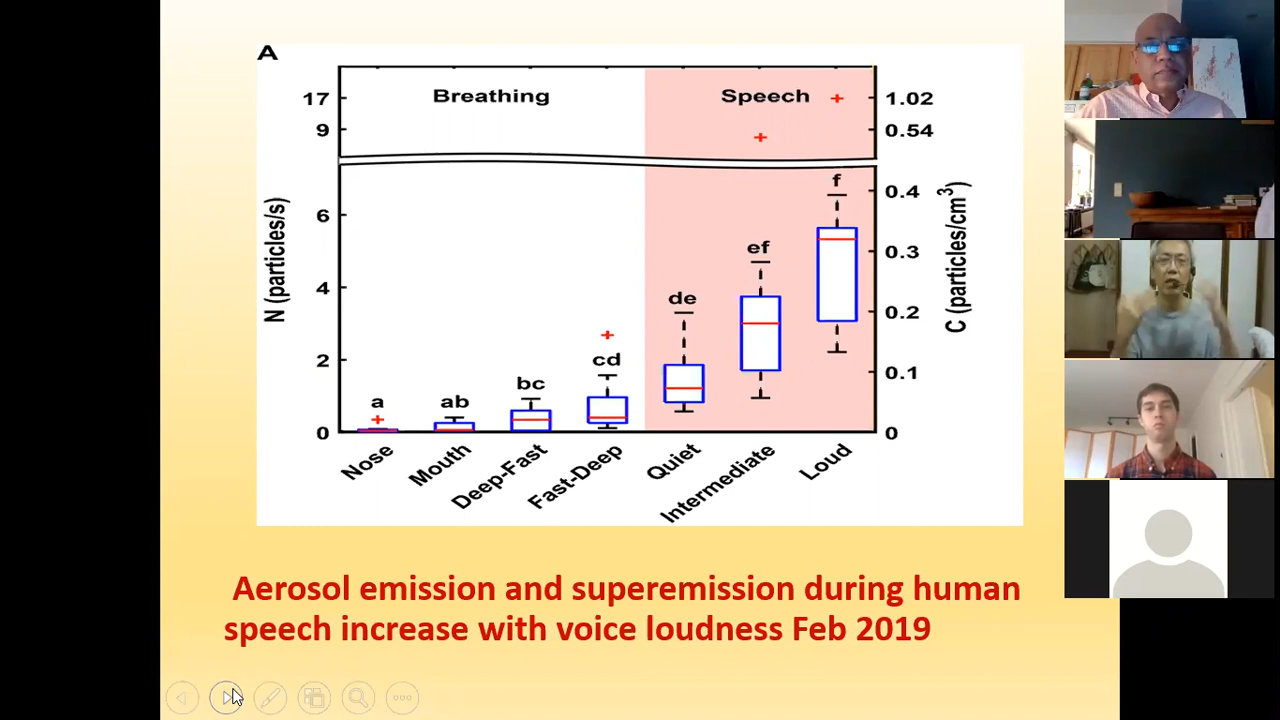 A
Breathing
Speech
17
9
6
4
2
0
N (particles/s)
1.02
0.54
0.4
0.3
0.2
0.1
0
C (particles/cm³)
a
ab
bc
cd
de
ef
f
Nose
Mouth
Deep-Fast
Fast-Deep
Quiet
Intermediate
Loud
Aerosol emission and superemission during human
speech increase with voice loudness Feb 2019